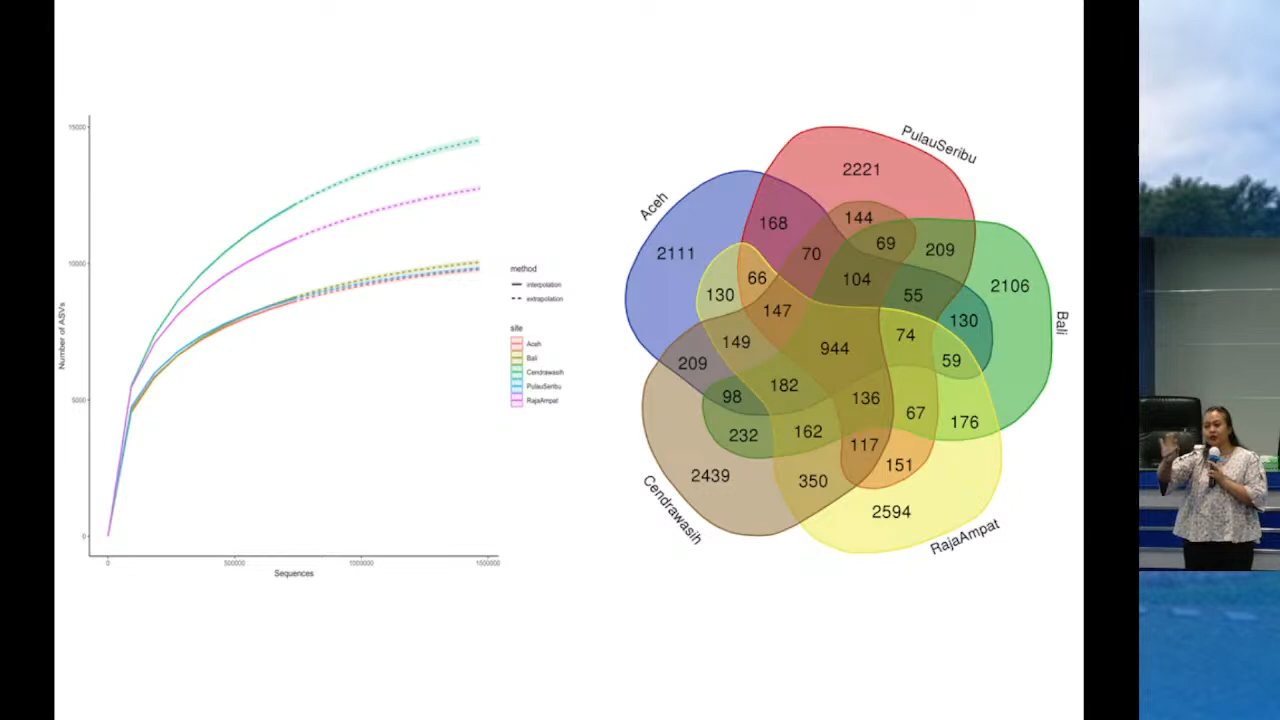 15000
10000
5000
0
Number of ASVs
0
500000
1000000
1500000
Sequences
method
interpolation
extrapolation
site
Aceh
Bali
Cendrawasih
PulauSeribu
RajaAmpat
PulauSeribu
Aceh
Bali
Cendrawasih
RajaAmpat
2221
144
168
69
209
2111
70
66
104
2106
130
147
55
130
149
944
74
59
209
98
182
136
67
176
232
162
117
151
2439
350
2594